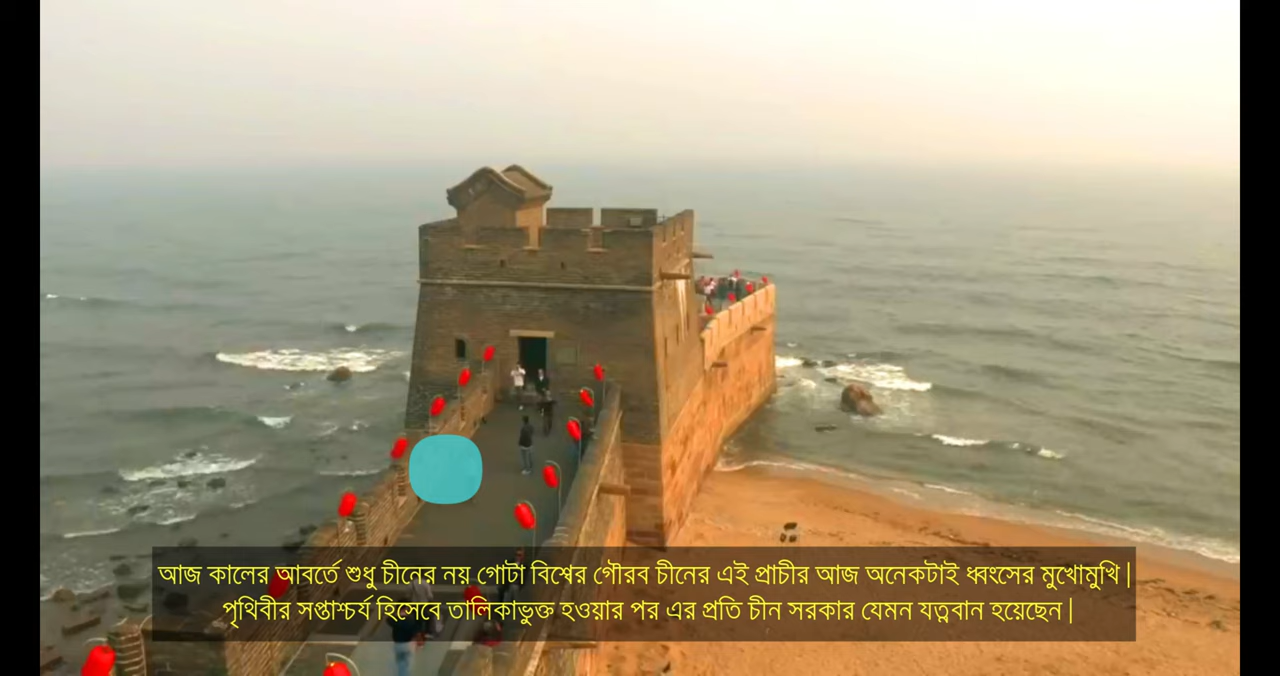 আজ কালের আবর্তে শুধু চীনের নয় গোটা বিশ্বের গৌরব চীনের এই প্রাচীর আজ অনেকটাই ধ্বংসের মুখোমুখি |
পৃথিবীর সপ্তাশ্চর্য হিসেবে তালিকাভুক্ত হওয়ার পর এর প্রতি চীন সরকার যেমন যত্নবান হয়েছেন |